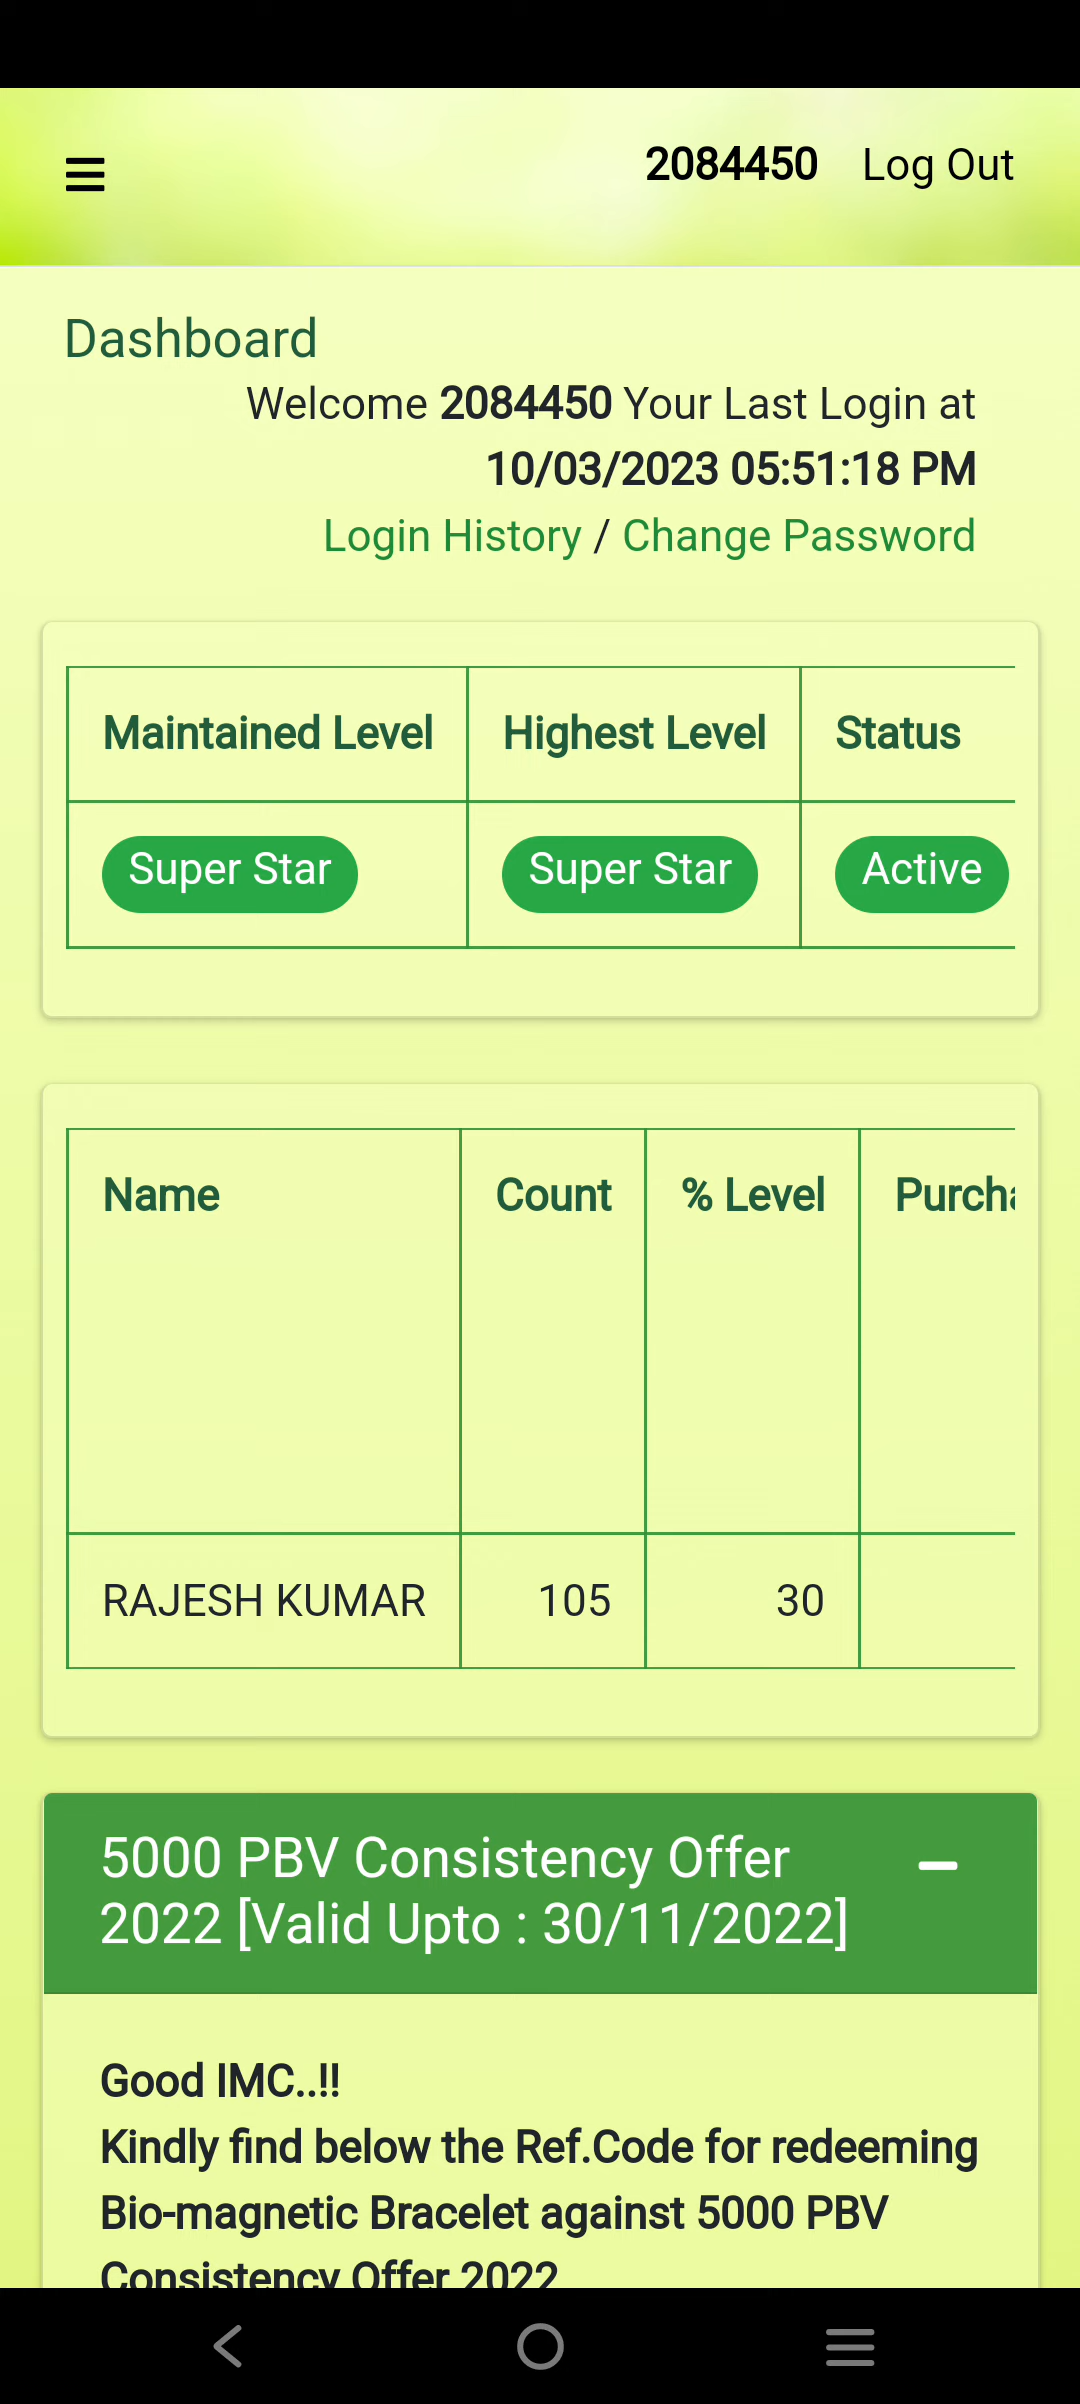 2084450 Log Out
Dashboard
Welcome 2084450 Your Last Login at
10/03/2023 05:51:18 PM
Login History / Change Password
Maintained Level Highest Level Status
Super Star Super Star Active
Name Count % Level
RAJESH KUMAR 105 30
5000 PBV Consistency Offer
2022 [Valid Upto : 30/11/2022]
Good IMC..!!
Kindly find below the Ref.Code for redeeming
Bio-magnetic Bracelet against 5000 PBV
Consistency Offer 2022